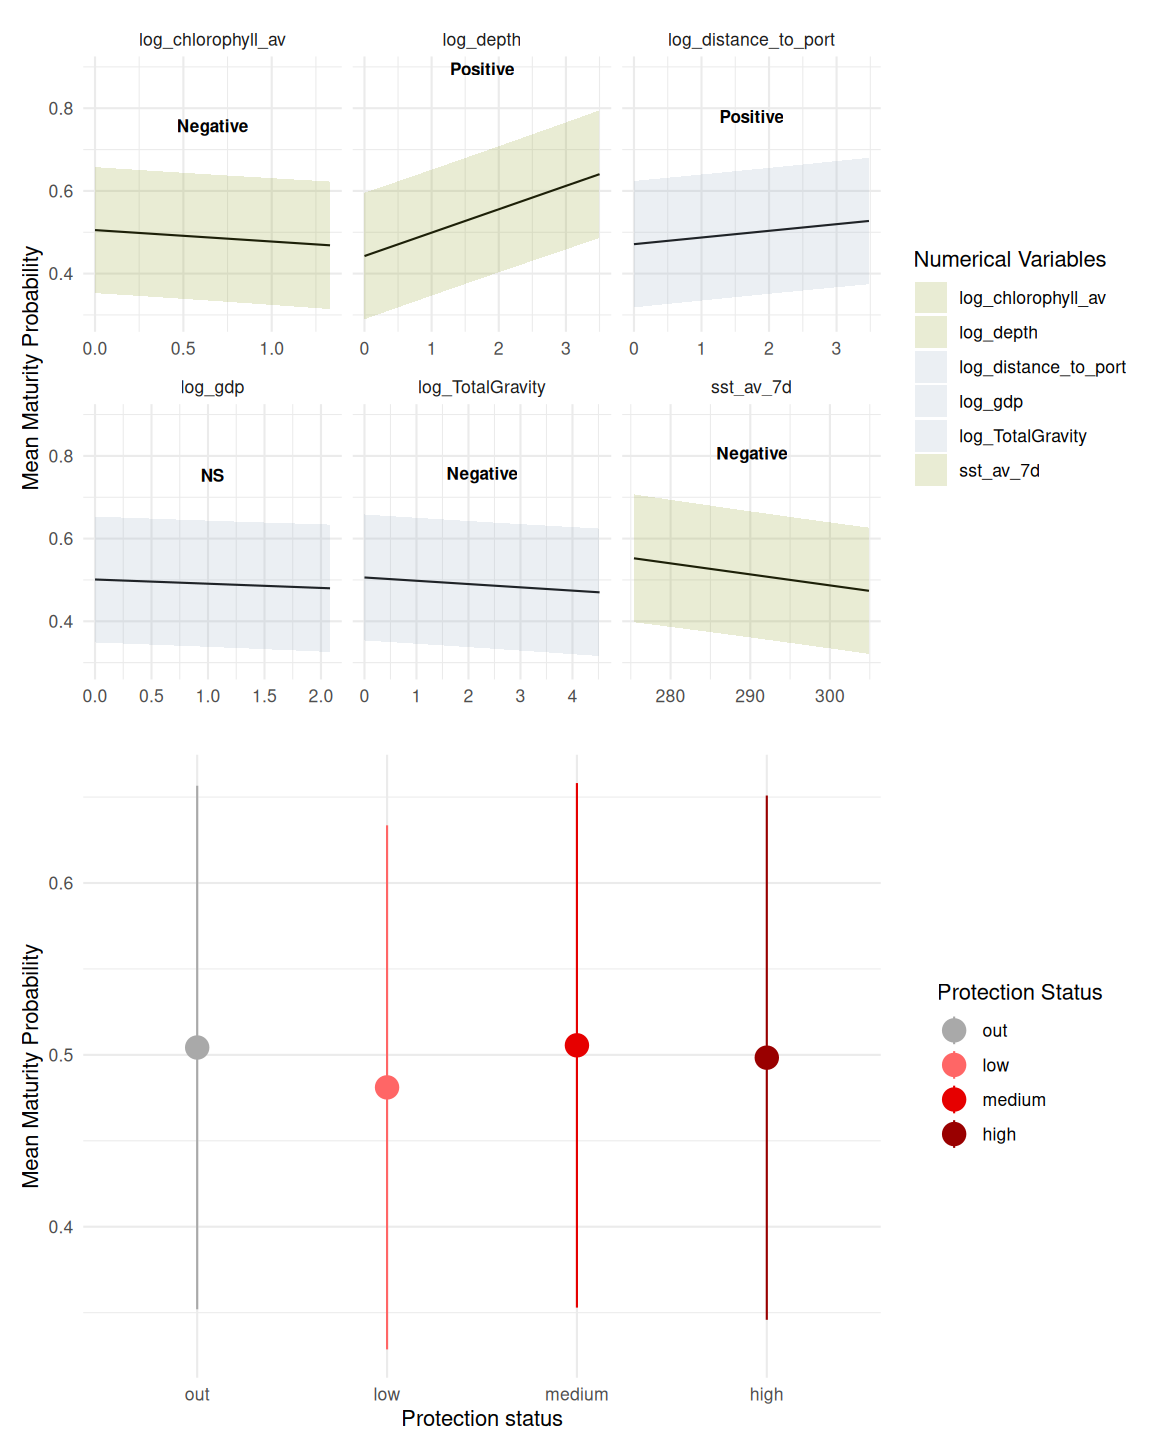 log_chlorophyll_av log_depth log_distance_to_port
Negative Positive Positive
0.8
0.6
0.4
0.0 0.5 1.0 0 1 2 3 0 1 2 3
log_gdp log_TotalGravity sst_av_7d
NS Negative Negative
0.8
0.6
0.4
0.0 0.5 1.0 1.5 2.0 0 1 2 3 4 280 290 300
Mean Maturity Probability
Numerical Variables
log_chlorophyll_av
log_depth
log_distance_to_port
log_gdp
log_TotalGravity
sst_av_7d
0.6
0.5
0.4
Mean Maturity Probability
out low medium high
Protection status
Protection Status
out
low
medium
high